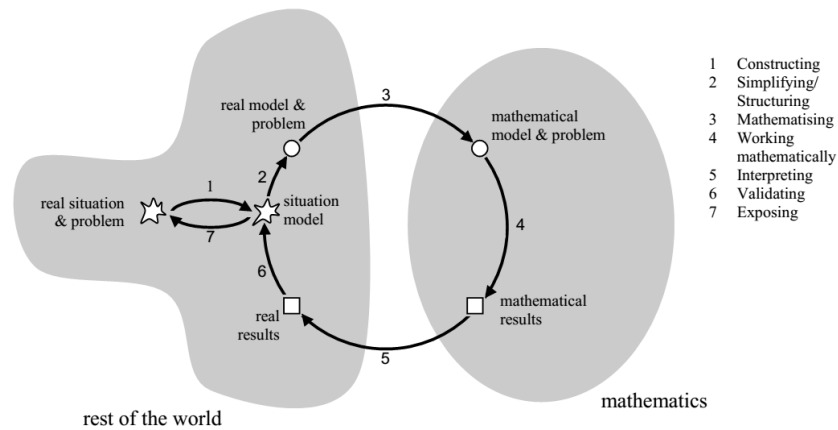 real model &
problem
3
mathematical
model & problem
real situation
& problem
1
2
situation
model
7
4
6
real
results
mathematical
results
5
rest of the world
mathematics
1 Constructing
2 Simplifying/
Structuring
3 Mathematising
4 Working
mathematically
5 Interpreting
6 Validating
7 Exposing